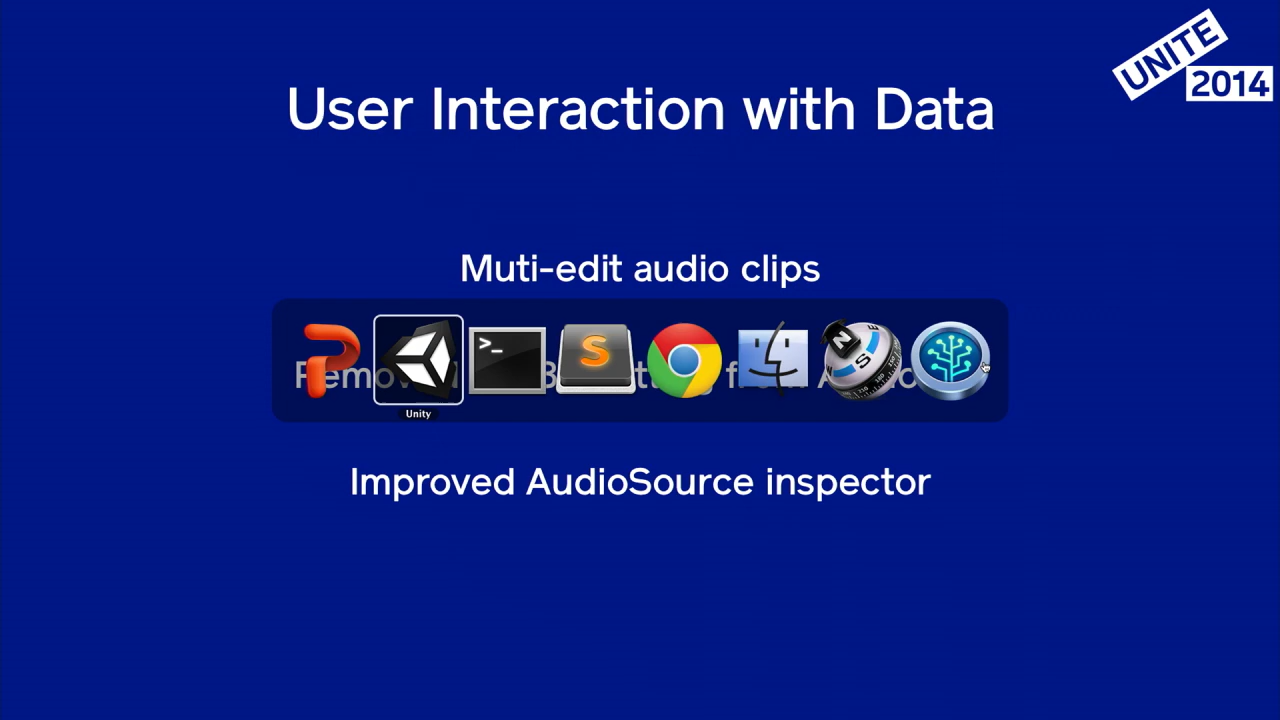 UNITE
2014
User Interaction with Data
Muti-edit audio clips
>_
S
N
E
S
Unity
Improved AudioSource inspector